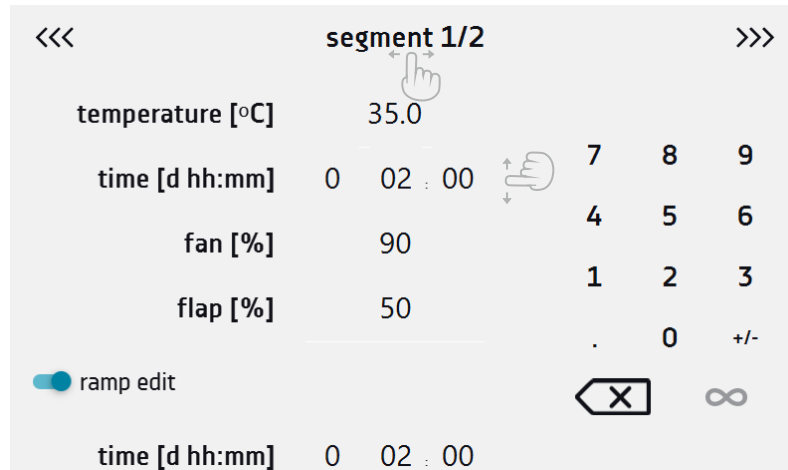 <<< segment 1/2 >>>
temperature [°C] 35.0
time [d hh:mm] 0 02 : 00
7 8 9
fan [%] 90
4 5 6
flap [%] 50
1 2 3
. 0 +/-
ramp edit
X ∞
time [d hh:mm] 0 02 : 00